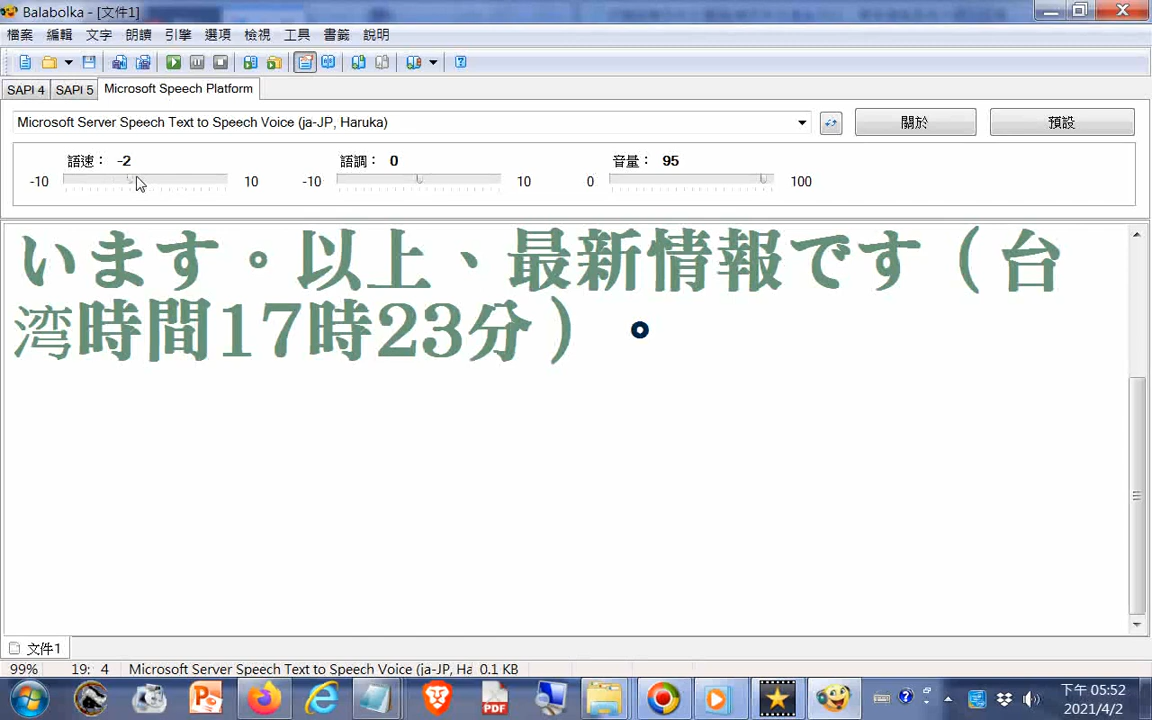 Balabolka - [文件1]
檔案 編輯 文字 朗讀 引擎 選項 檢視 工具 書籤 說明
SAPI 4 SAPI 5 Microsoft Speech Platform
Microsoft Server Speech Text to Speech Voice (ja-JP, Haruka) 關於 預設
語速： -2 語調： 0 音量： 95
-10 10 -10 10 0 100
います。以上、最新情報です（台
湾時間17時23分）。
文件1
99% 19: 4 Microsoft Server Speech Text to Speech Voice (ja-JP, Ha 0.1 KB
PDF
下午 05:52
2021/4/2